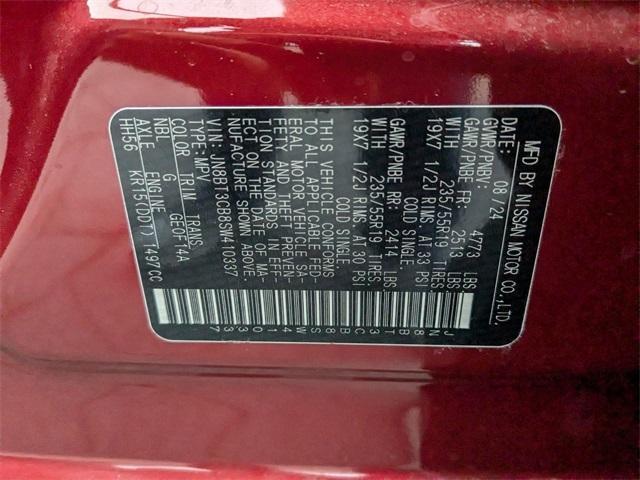 MFD BY NISSAN MOTOR CO.,LTD.
DATE: 08/24
GVWR/PNBV: 4773 LBS
GAWR/PNBE FR: 2513 LBS
WITH 235/55R19 TIRES
19X7 1/2J RIMS AT 33 PSI
COLD SINGLE.
GAWR/PNBE RR: 2414 LBS
WITH 235/55R19 TIRES.
19X7 1/2J RIMS AT 30 PSI
COLD SINGLE.
THIS VEHICLE CONFORMS
TO ALL APPLICABLE FED-
ERAL MOTOR VEHICLE SA-
FETY AND THEFT PREVEN-
TION STANDARDS IN EFF-
ECT ON THE DATE OF MA-
NUFACTURE SHOWN ABOVE.
VIN: JN8BT3CB8SW410337
TYPE: MPV
COLOR TRIM TRANS.
NBL G GE0F14A
AXLE ENGINE
HH56 KR15(DDT) 1497CC
JN8BT3CB8SW410337